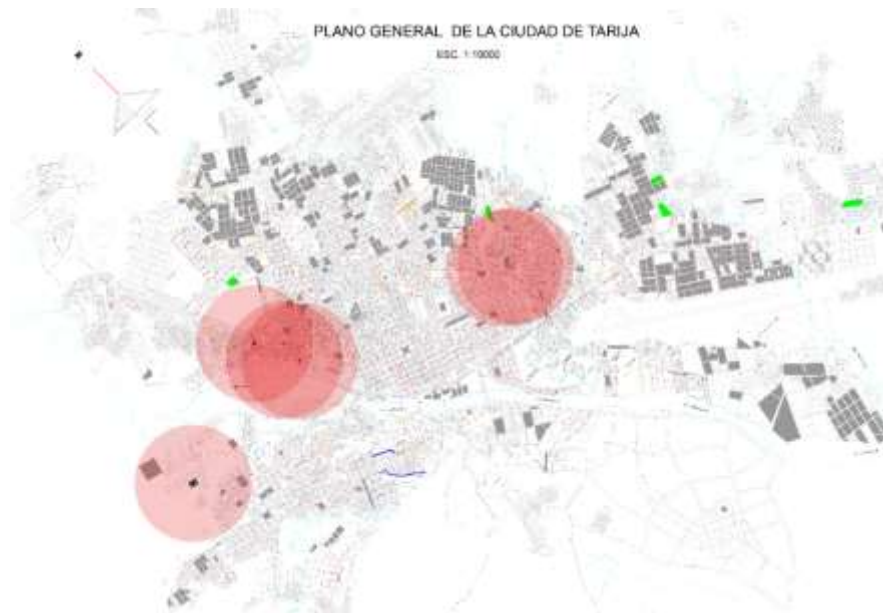 PLANO GENERAL DE LA CIUDAD DE TARIJA
ESC. 1:10000